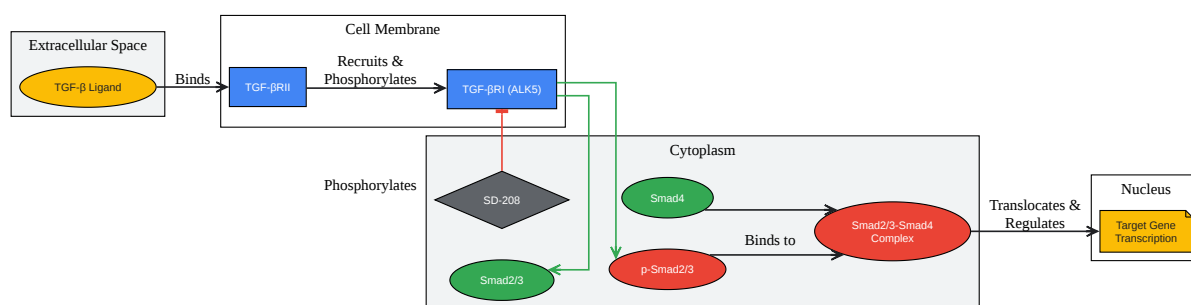 Extracellular Space
TGF-β Ligand
Binds
Cell Membrane
TGF-βRII
Recruits &
Phosphorylates
TGF-βRI (ALK5)
Phosphorylates
Cytoplasm
SD-208
Smad2/3
Smad4
p-Smad2/3
Binds to
Smad2/3-Smad4
Complex
Translocates &
Regulates
Nucleus
Target Gene
Transcription